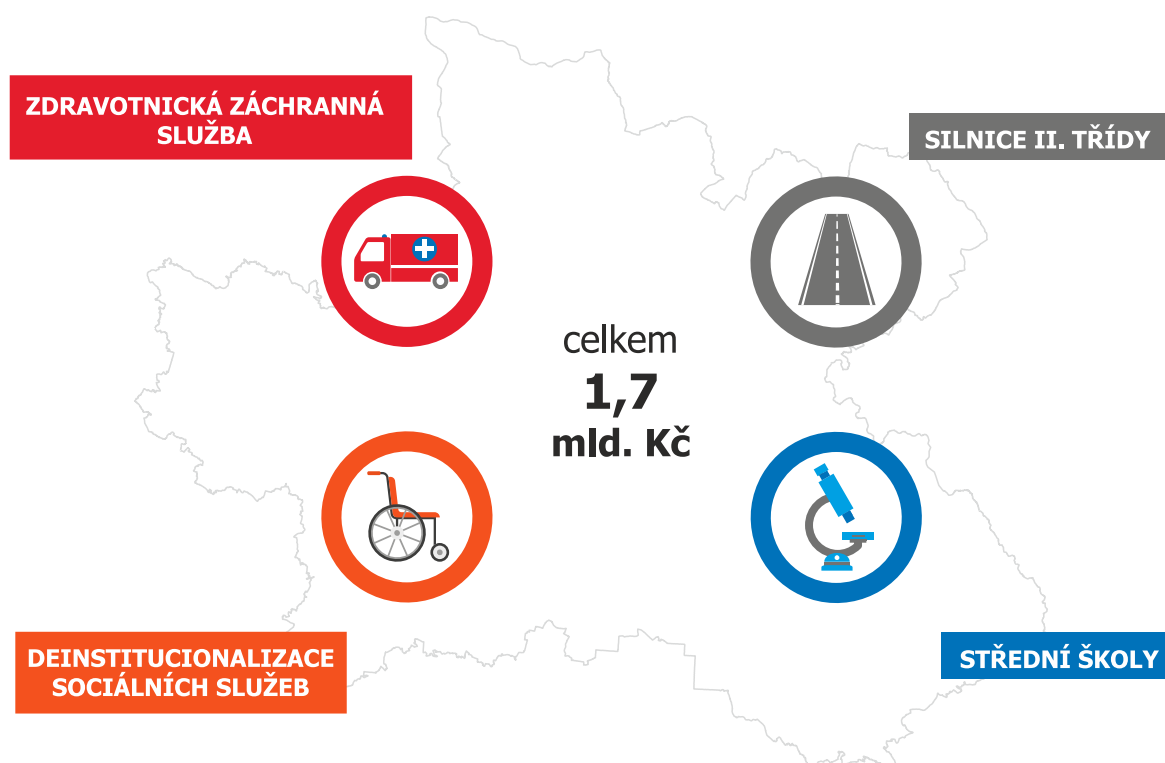 ZDRAVOTNICKÁ ZÁCHRANNÁ
SLUŽBA
SILNICE II. TŘÍDY
celkem
1,7
mld. Kč
DEINSTITUCIONALIZACE
SOCIÁLNÍCH SLUŽEB
STŘEDNÍ ŠKOLY